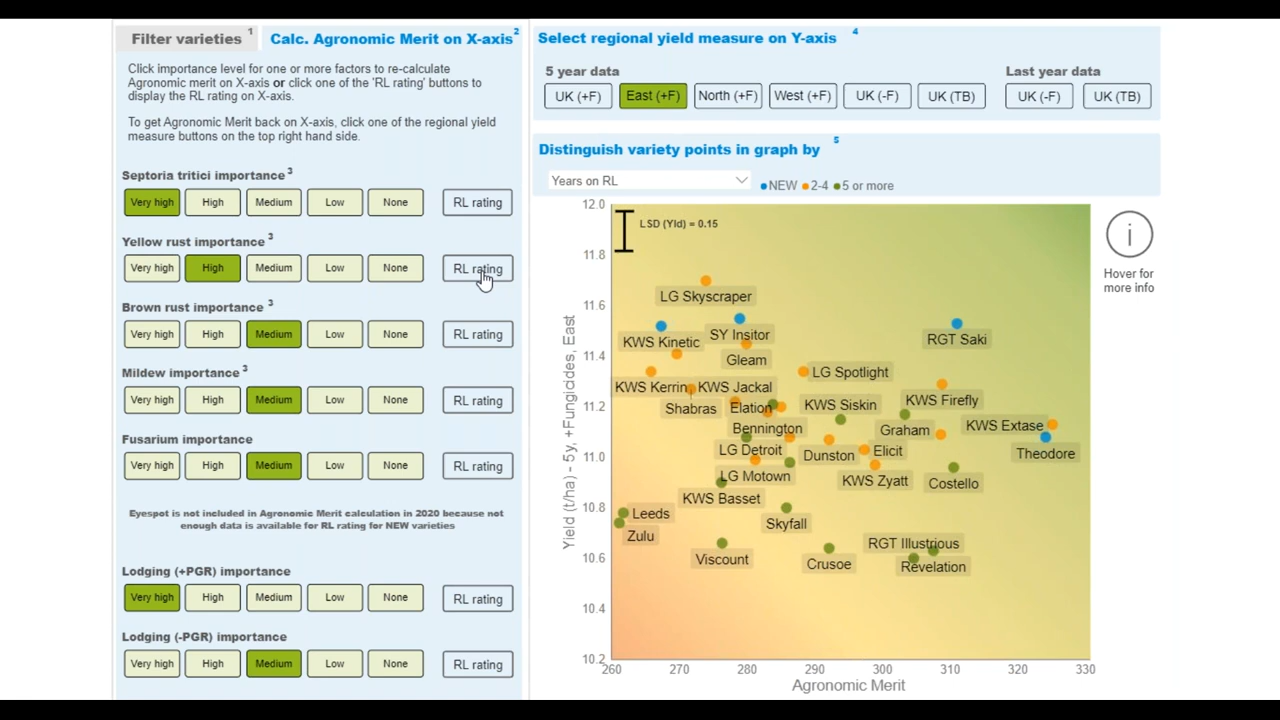 Filter varieties 1
Calc. Agronomic Merit on X-axis 2
Click importance level for one or more factors to re-calculate
Agronomic merit on X-axis or click one of the 'RL rating' buttons to
display the RL rating on X-axis.
To get Agronomic Merit back on X-axis, click one of the regional yield
measure buttons on the top right hand side.
Septoria tritici importance 3
Very high High Medium Low None RL rating
Yellow rust importance 3
Very high High Medium Low None RL rating
Brown rust importance 3
Very high High Medium Low None RL rating
Mildew importance 3
Very high High Medium Low None RL rating
Fusarium importance
Very high High Medium Low None RL rating
Eyespot is not included in Agronomic Merit calculation in 2020 because not
enough data is available for RL rating for NEW varieties
Lodging (+PGR) importance
Very high High Medium Low None RL rating
Lodging (-PGR) importance
Very high High Medium Low None RL rating
Select regional yield measure on Y-axis 4
5 year data
Last year data
UK (+F) East (+F) North (+F) West (+F) UK (-F) UK (TB) UK (-F) UK (TB)
Distinguish variety points in graph by 5
Years on RL
NEW 2-4 5 or more
LSD (Yld) = 0.15
i
Hover for
more info
Yield (t/ha) - 5y, +Fungicides, East
12.0
11.8
11.6
11.4
11.2
11.0
10.8
10.6
10.4
10.2
LG Skyscraper
SY Insitor
KWS Kinetic
RGT Saki
Gleam
LG Spotlight
KWS Kerrin
KWS Jackal
KWS Firefly
Shabras
Elation
KWS Siskin
Bennington
Graham
KWS Extase
LG Detroit
Dunston
Elicit
Theodore
LG Motown
KWS Zyatt
Costello
KWS Basset
Leeds
Zulu
Skyfall
Viscount
Crusoe
RGT Illustrious
Revelation
260 270 280 290 300 310 320 330
Agronomic Merit